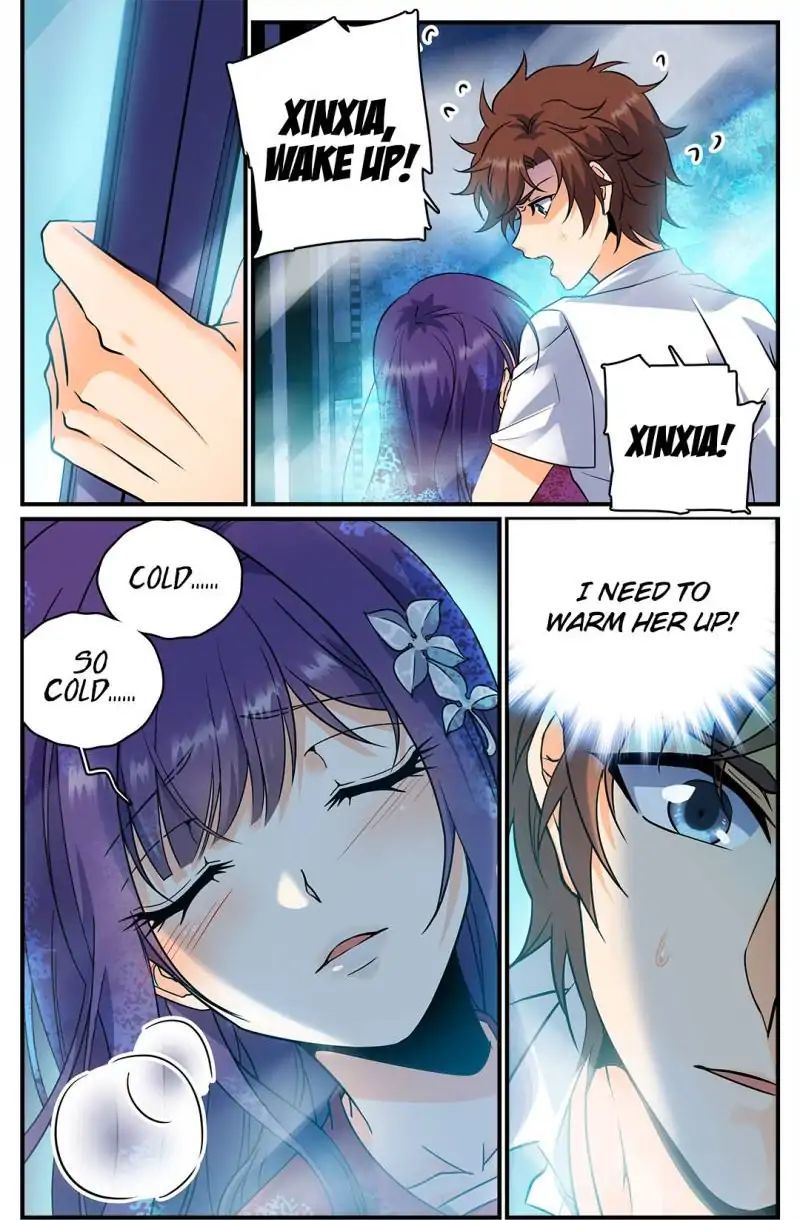 XINXIA,
WAKE UP!
XINXIA!
COLD......
SO
COLD......
I NEED TO
WARM HER UP!